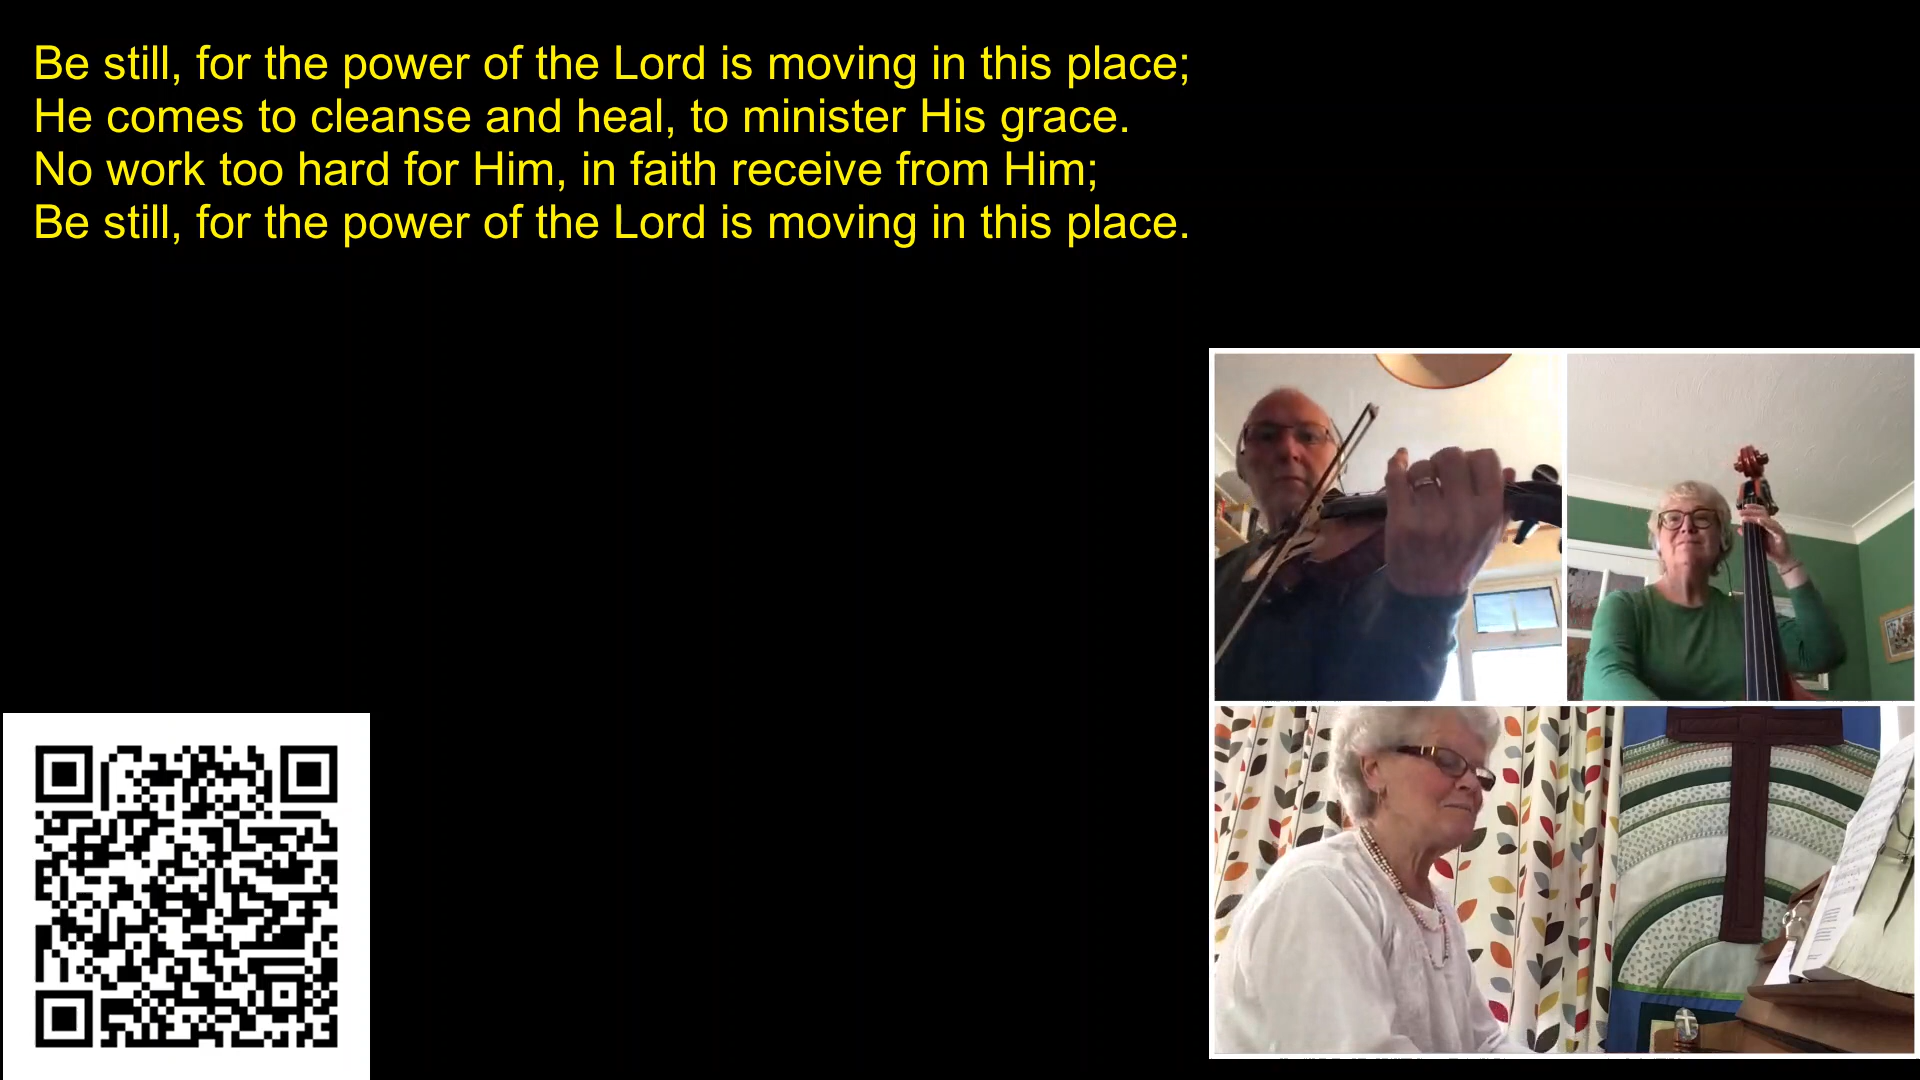 Be still, for the power of the Lord is moving in this place;
He comes to cleanse and heal, to minister His grace.
No work too hard for Him, in faith receive from Him;
Be still, for the power of the Lord is moving in this place.